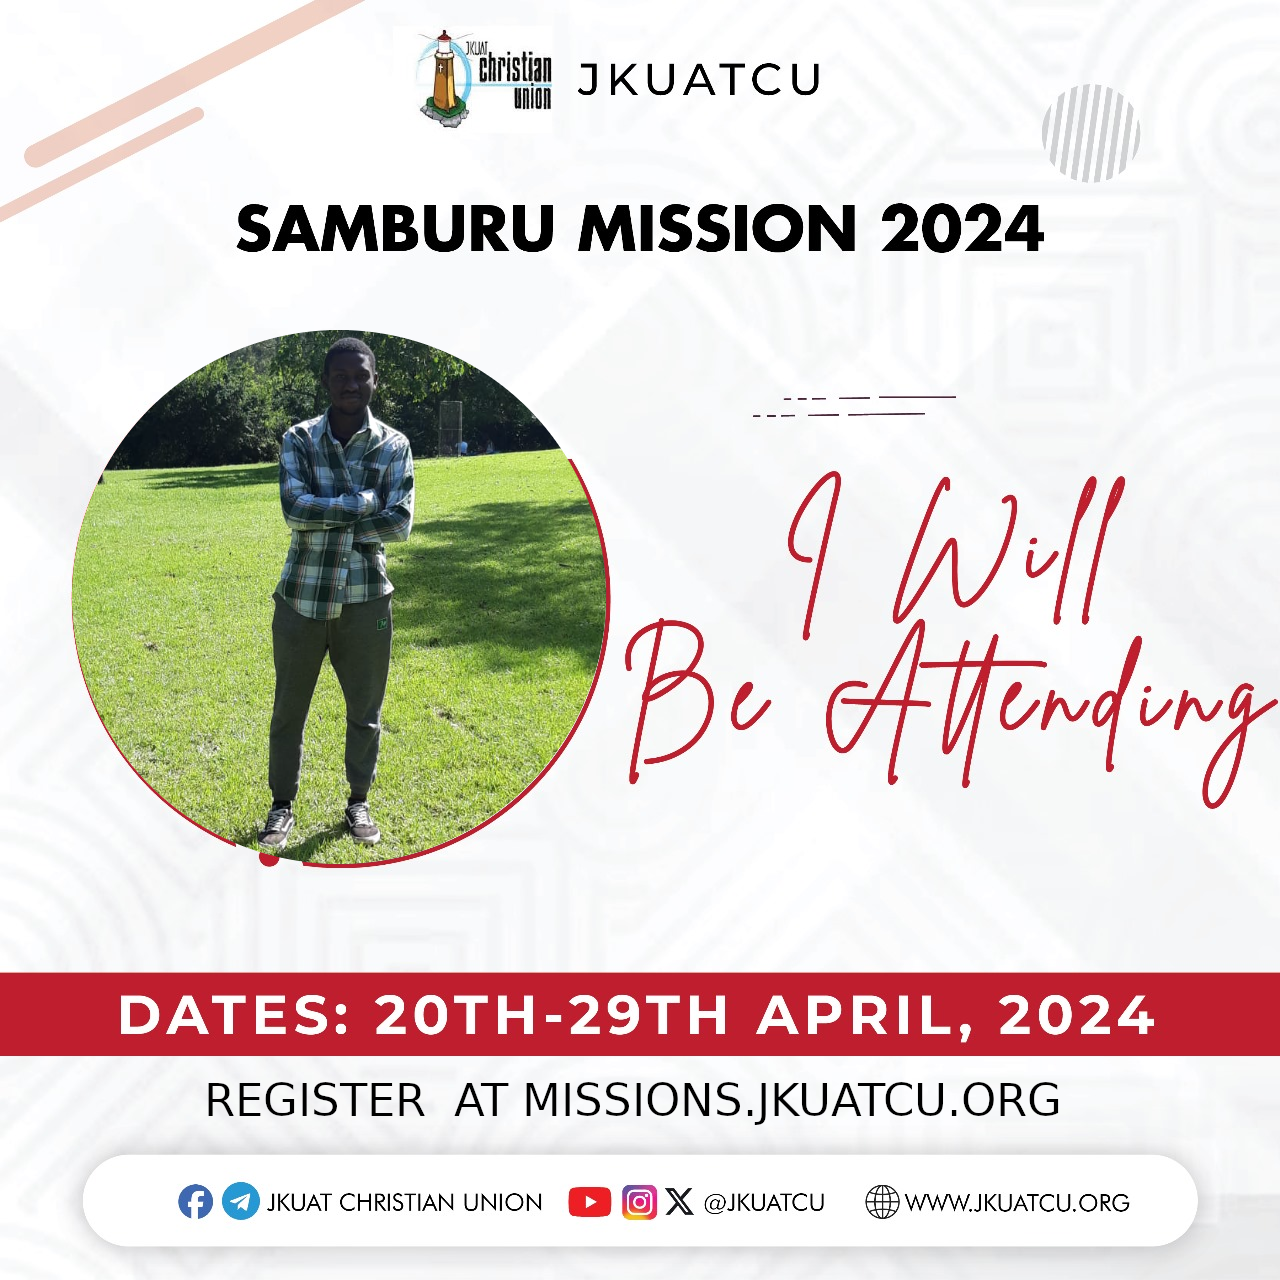 JKUAT
christian
union
JKUATCU
SAMBURU MISSION 2024
I Will
Be Attending
DATES: 20TH-29TH APRIL, 2024
REGISTER  AT MISSIONS.JKUATCU.ORG
JKUAT CHRISTIAN UNION @JKUATCU WWW.JKUATCU.ORG